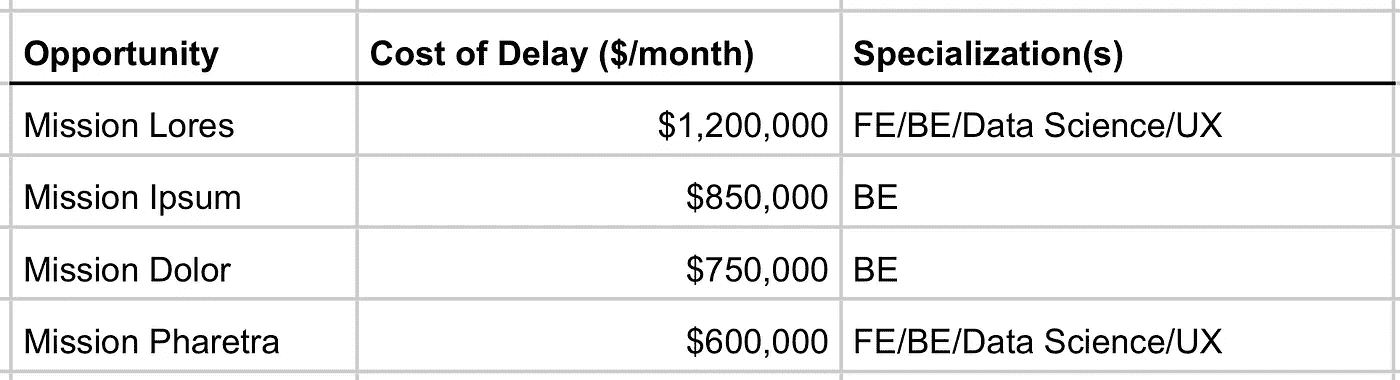 Opportunity Cost of Delay ($/month) Specialization(s)
Mission Lores $1,200,000 FE/BE/Data Science/UX
Mission Ipsum $850,000 BE
Mission Dolor $750,000 BE
Mission Pharetra $600,000 FE/BE/Data Science/UX